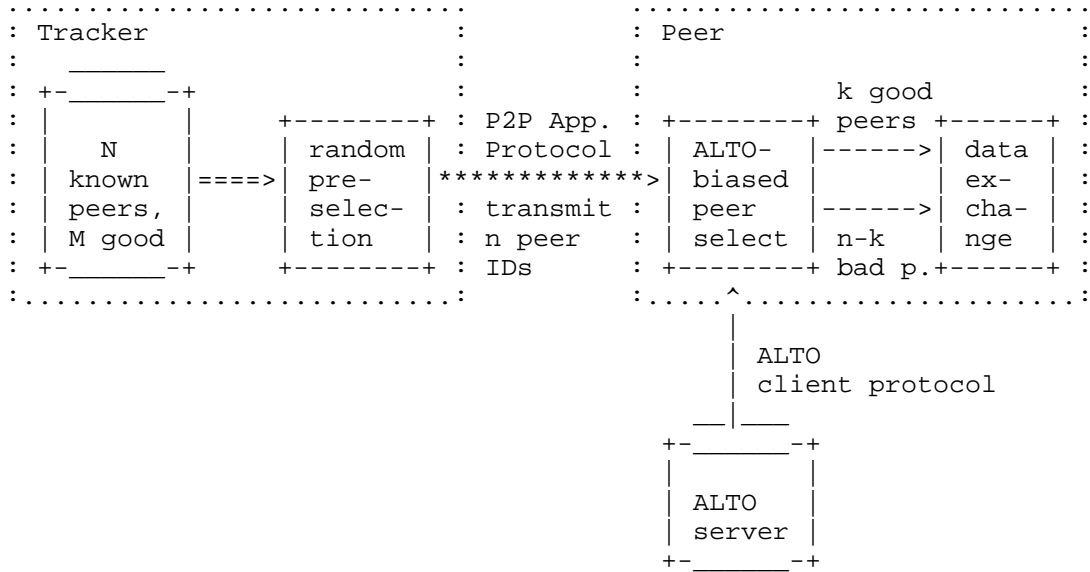 Tracker Peer
k good
P2P App. peers
N random Protocol ALTO- data
known pre- biased ex-
peers, selec- transmit peer cha-
M good tion n peer select n-k nge
IDs bad p.
ALTO
client protocol
ALTO
server